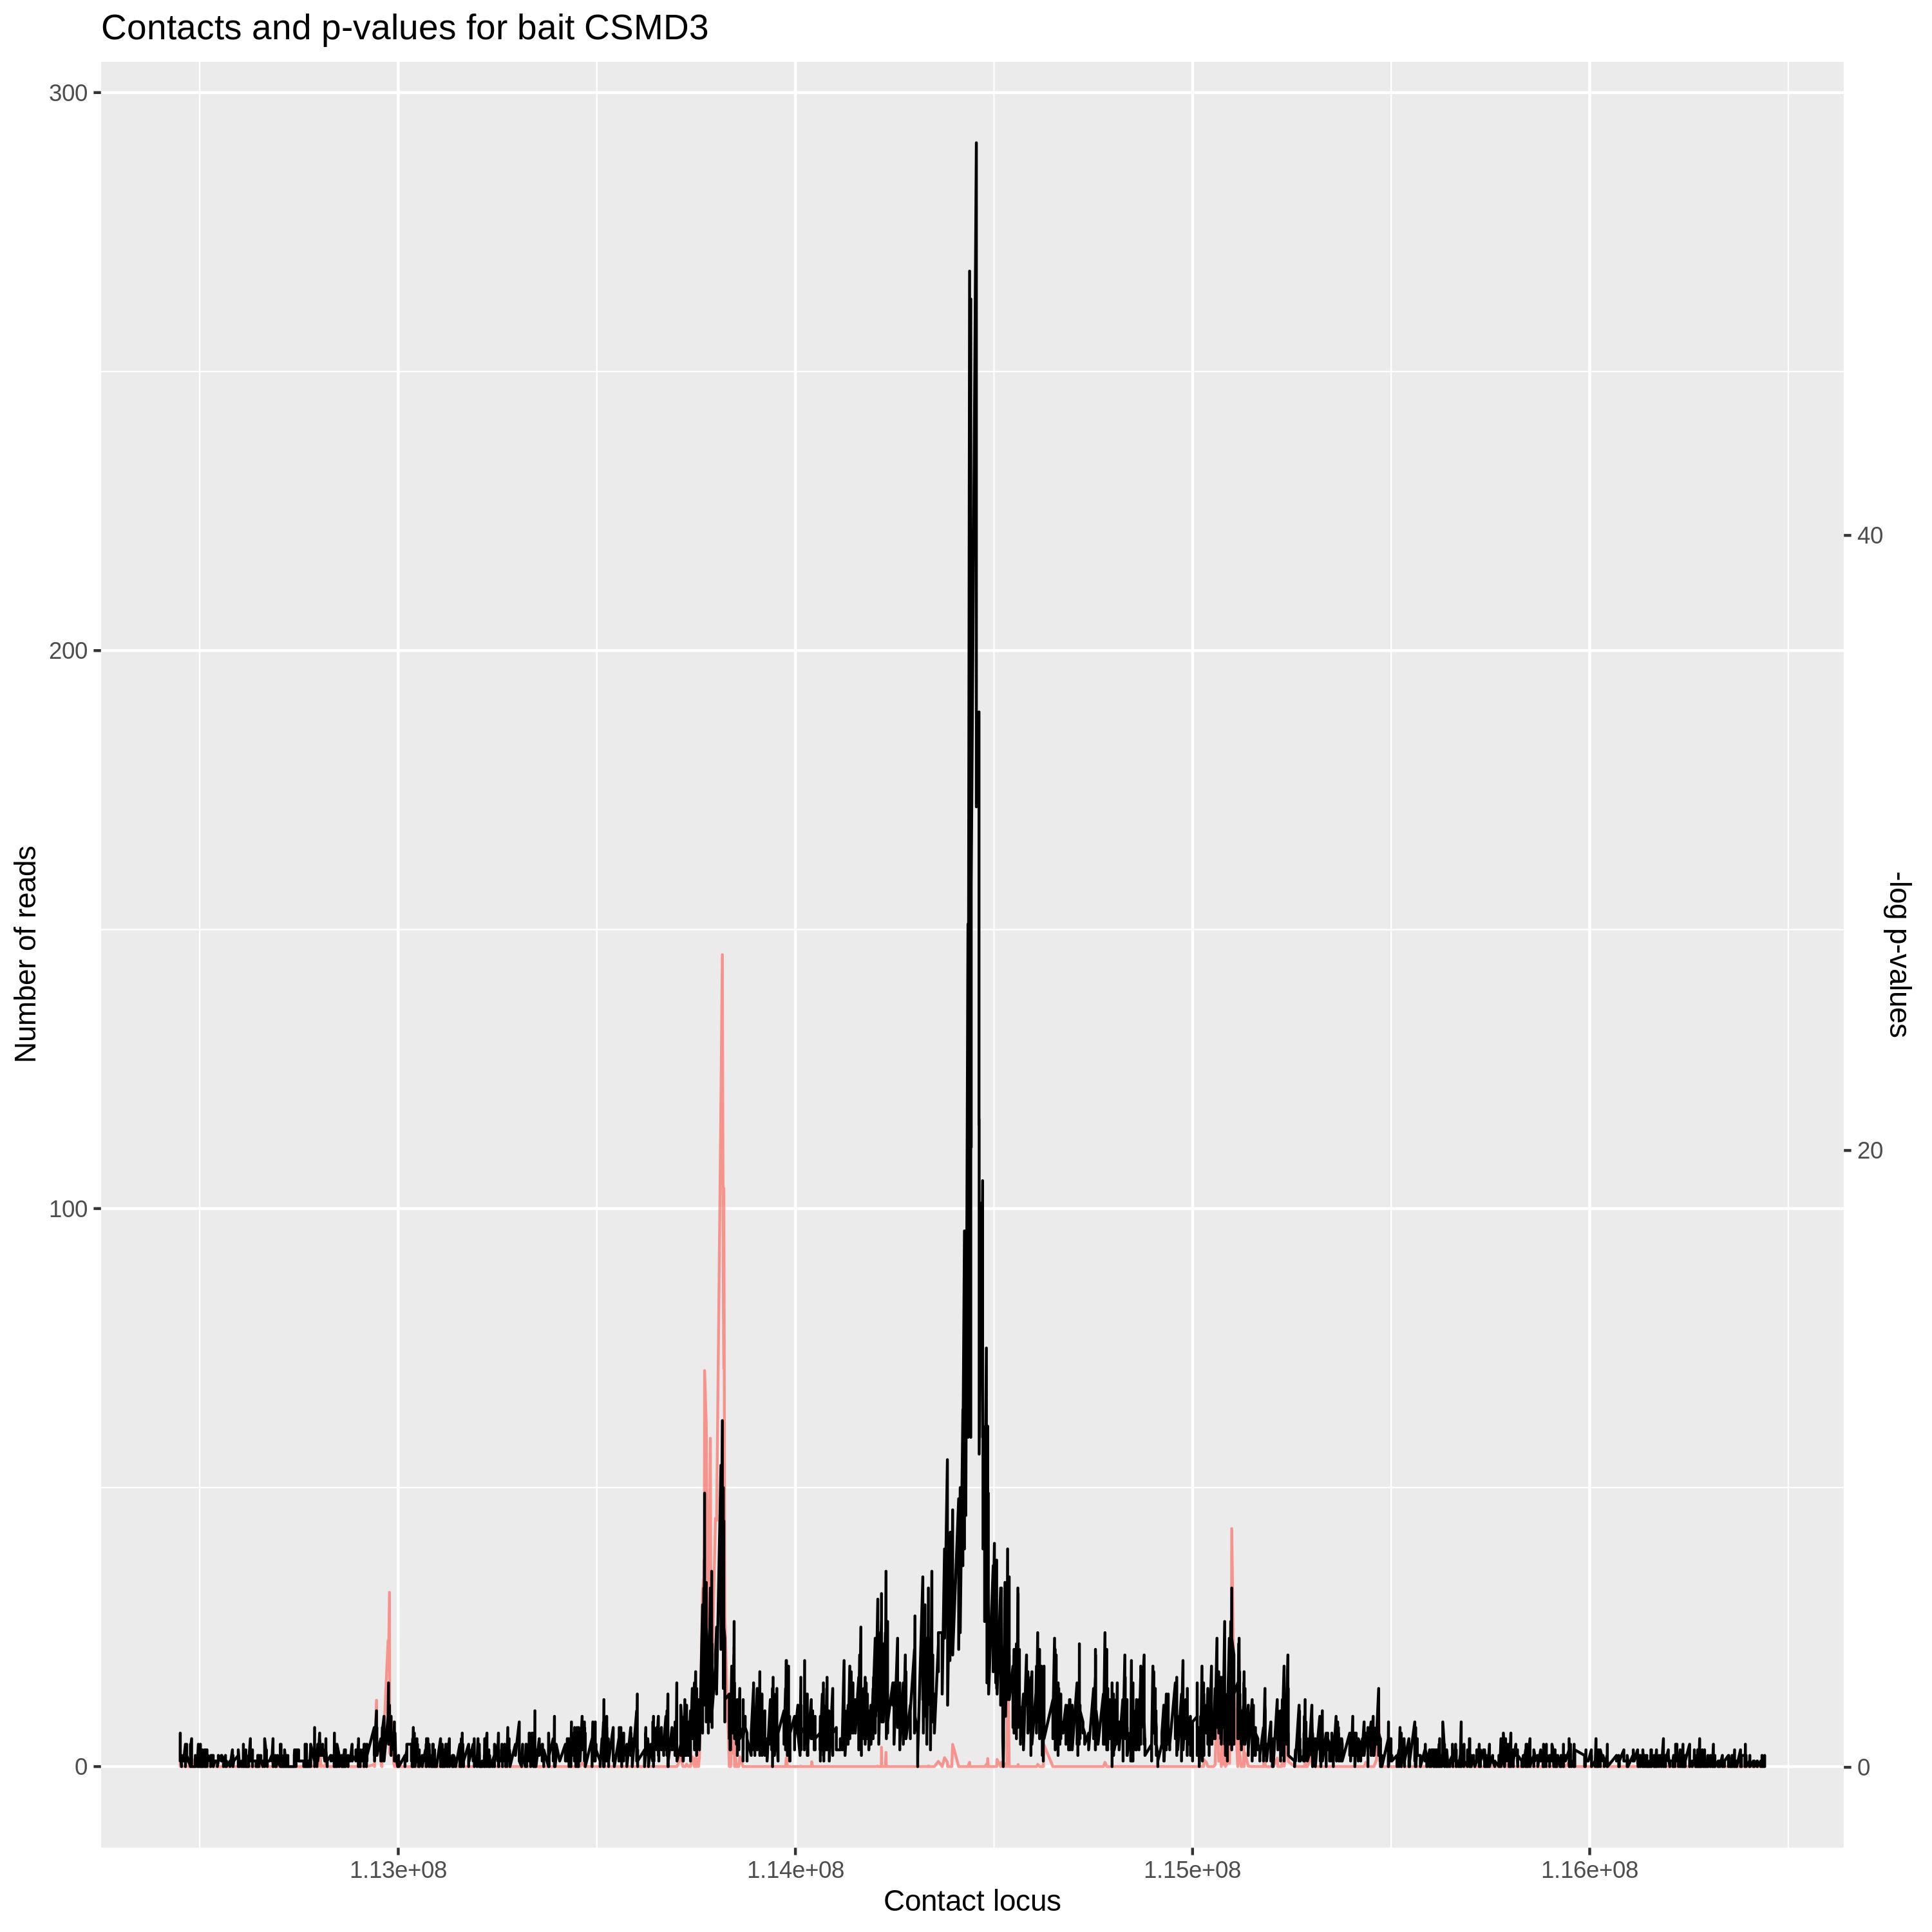 Contacts and p-values for bait CSMD3
300
200
100
0
Number of reads
40
20
0
-log p-values
1.13e+08
1.14e+08
1.15e+08
1.16e+08
Contact locus